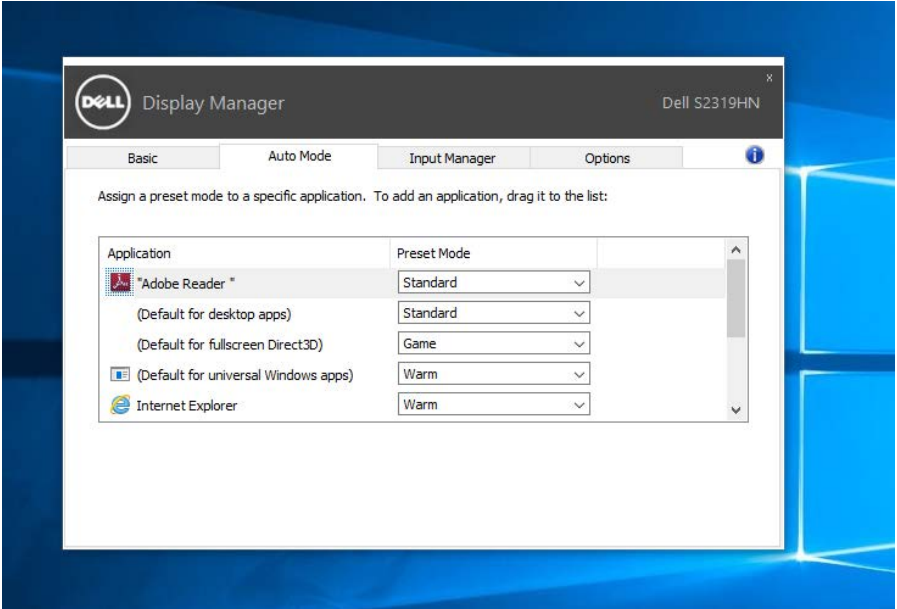 DELL Display Manager
x
Dell S2319HN
Basic Auto Mode Input Manager Options i
Assign a preset mode to a specific application. To add an application, drag it to the list:
Application Preset Mode
"Adobe Reader " Standard
(Default for desktop apps) Standard
(Default for fullscreen Direct3D) Game
(Default for universal Windows apps) Warm
Internet Explorer Warm